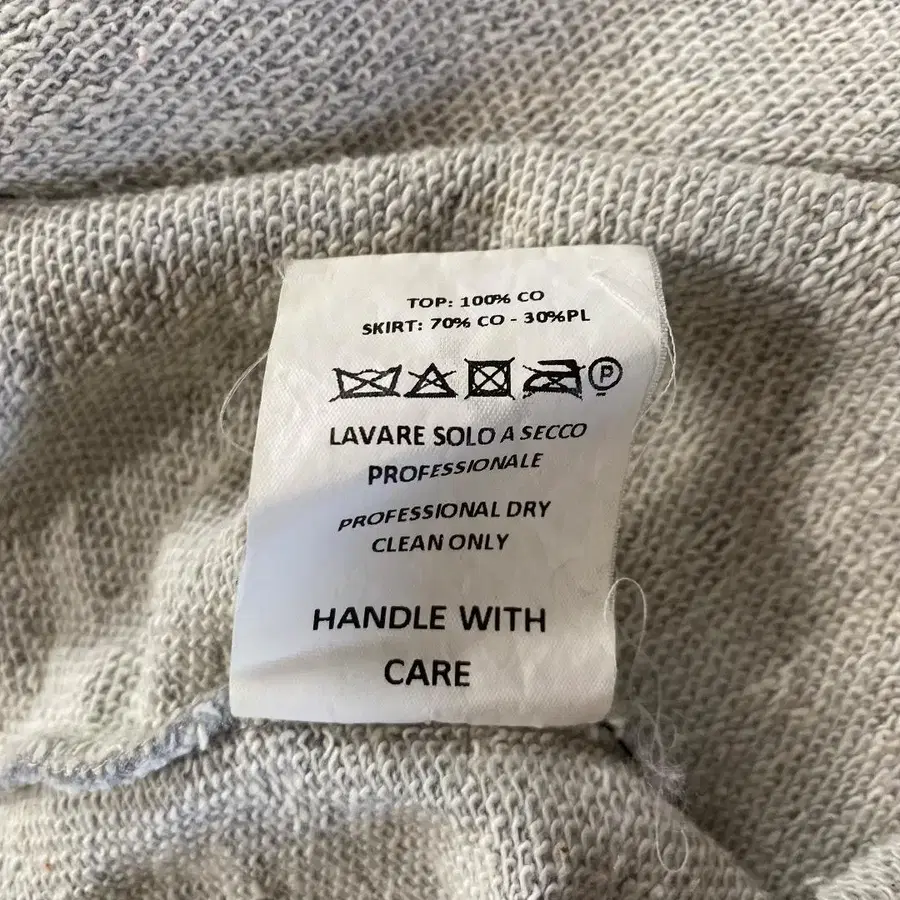 TOP: 100% CO
SKIRT: 70% CO - 30%PL
P
LAVARE SOLO A SECCO
PROFESSIONALE
PROFESSIONAL DRY
CLEAN ONLY
HANDLE WITH
CARE